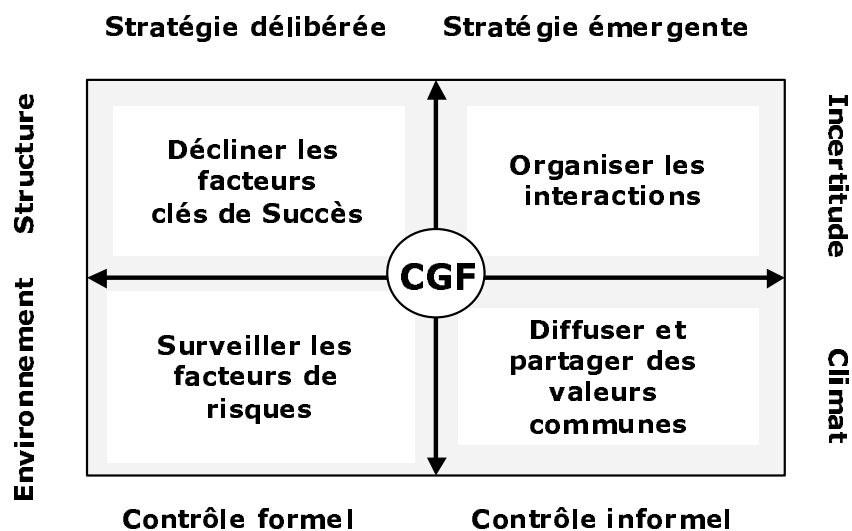 Stratégie délibérée
Stratégie émergente
Structure
Incertitude
Décliner les
facteurs
clés de Succès
Organiser les
interactions
CGF
Environnement
Climat
Surveiller les
facteurs de
risques
Diffuser et
partager des
valeurs
communes
Contrôle formel
Contrôle informel